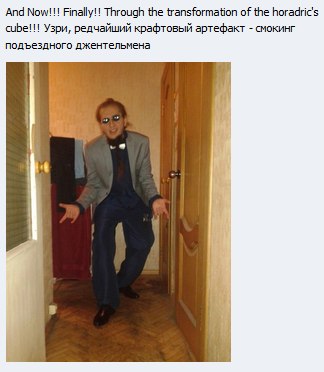 And Now!!! Finally!! Through the transformation of the horadric's
cube!!! Узри, редчайший крафтовый артефакт - смокинг
подъездного джентельмена